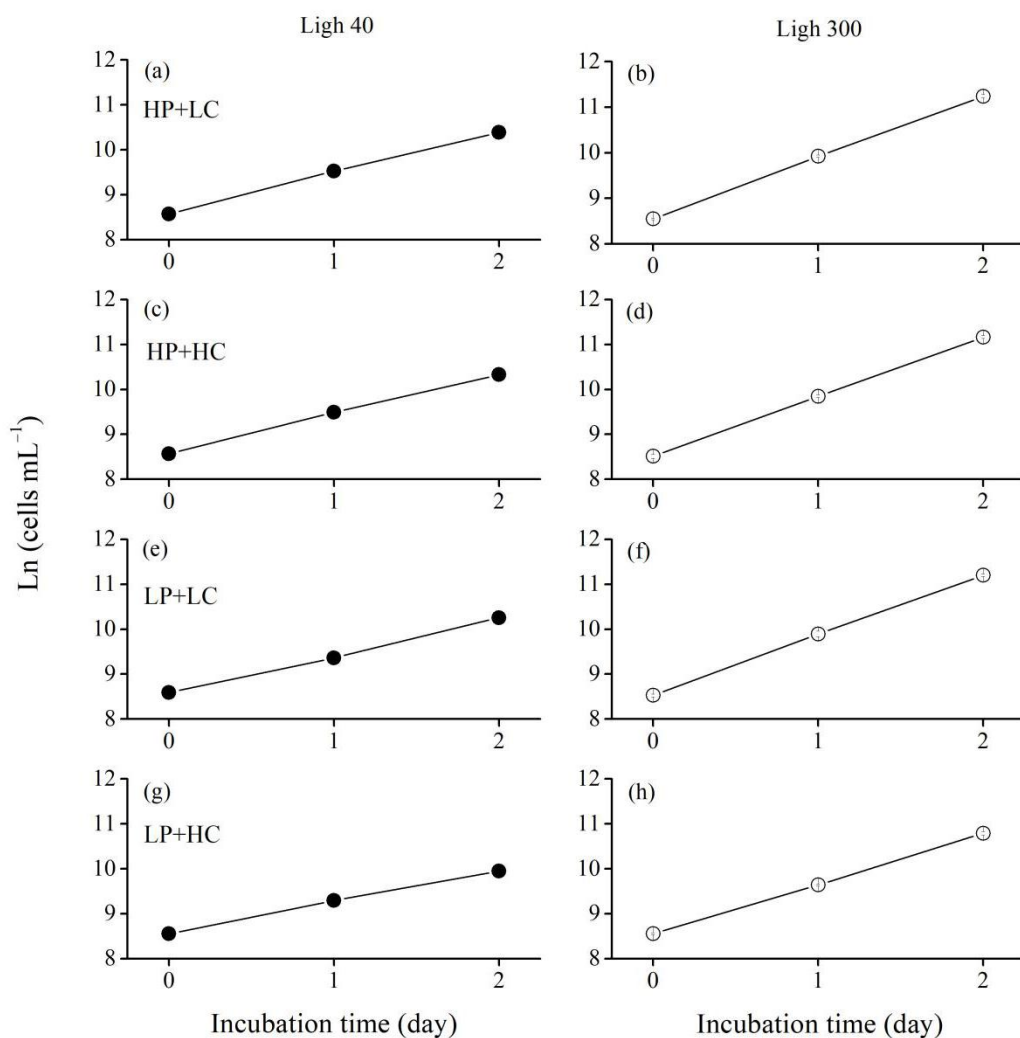 Ligh 40
Ligh 300
12
11
10
9
8
(a)
HP+LC
0 1 2
12
11
10
9
8
(b)
0 1 2
12
11
10
9
8
(c)
HP+HC
0 1 2
12
11
10
9
8
(d)
0 1 2
Ln (cells mL⁻¹)
12
11
10
9
8
(e)
LP+LC
0 1 2
12
11
10
9
8
(f)
0 1 2
12
11
10
9
8
(g)
LP+HC
0 1 2
12
11
10
9
8
(h)
0 1 2
Incubation time (day)
Incubation time (day)